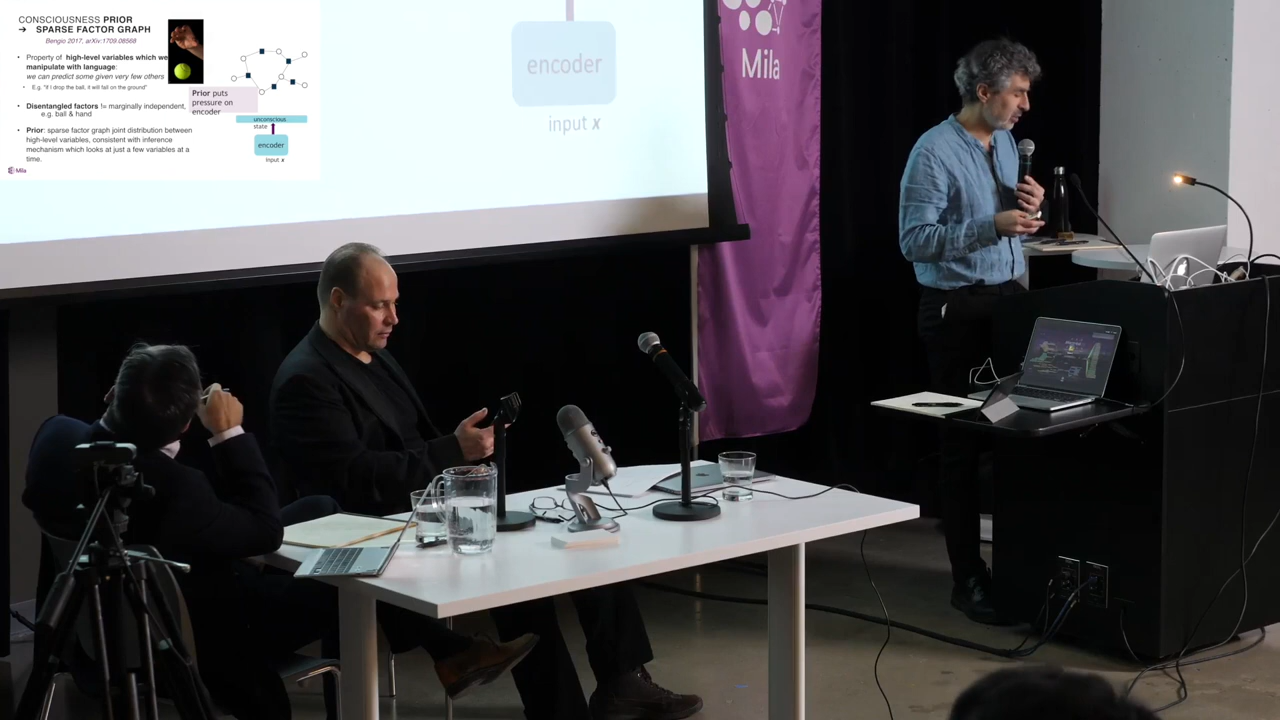 CONSCIOUSNESS PRIOR
➔ SPARSE FACTOR GRAPH
Bengio 2017, arXiv:1709.08568
• Property of high-level variables which we
manipulate with language:
we can predict some given very few others
• E.g. "if I drop the ball, it will fall on the ground"
• Disentangled factors != marginally independent,
e.g. ball & hand
• Prior: sparse factor graph joint distribution between
high-level variables, consistent with inference
mechanism which looks at just a few variables at a
time.
Prior puts
pressure on
encoder
unconscious
state
encoder
input x
Mila
encoder
input x
Mila